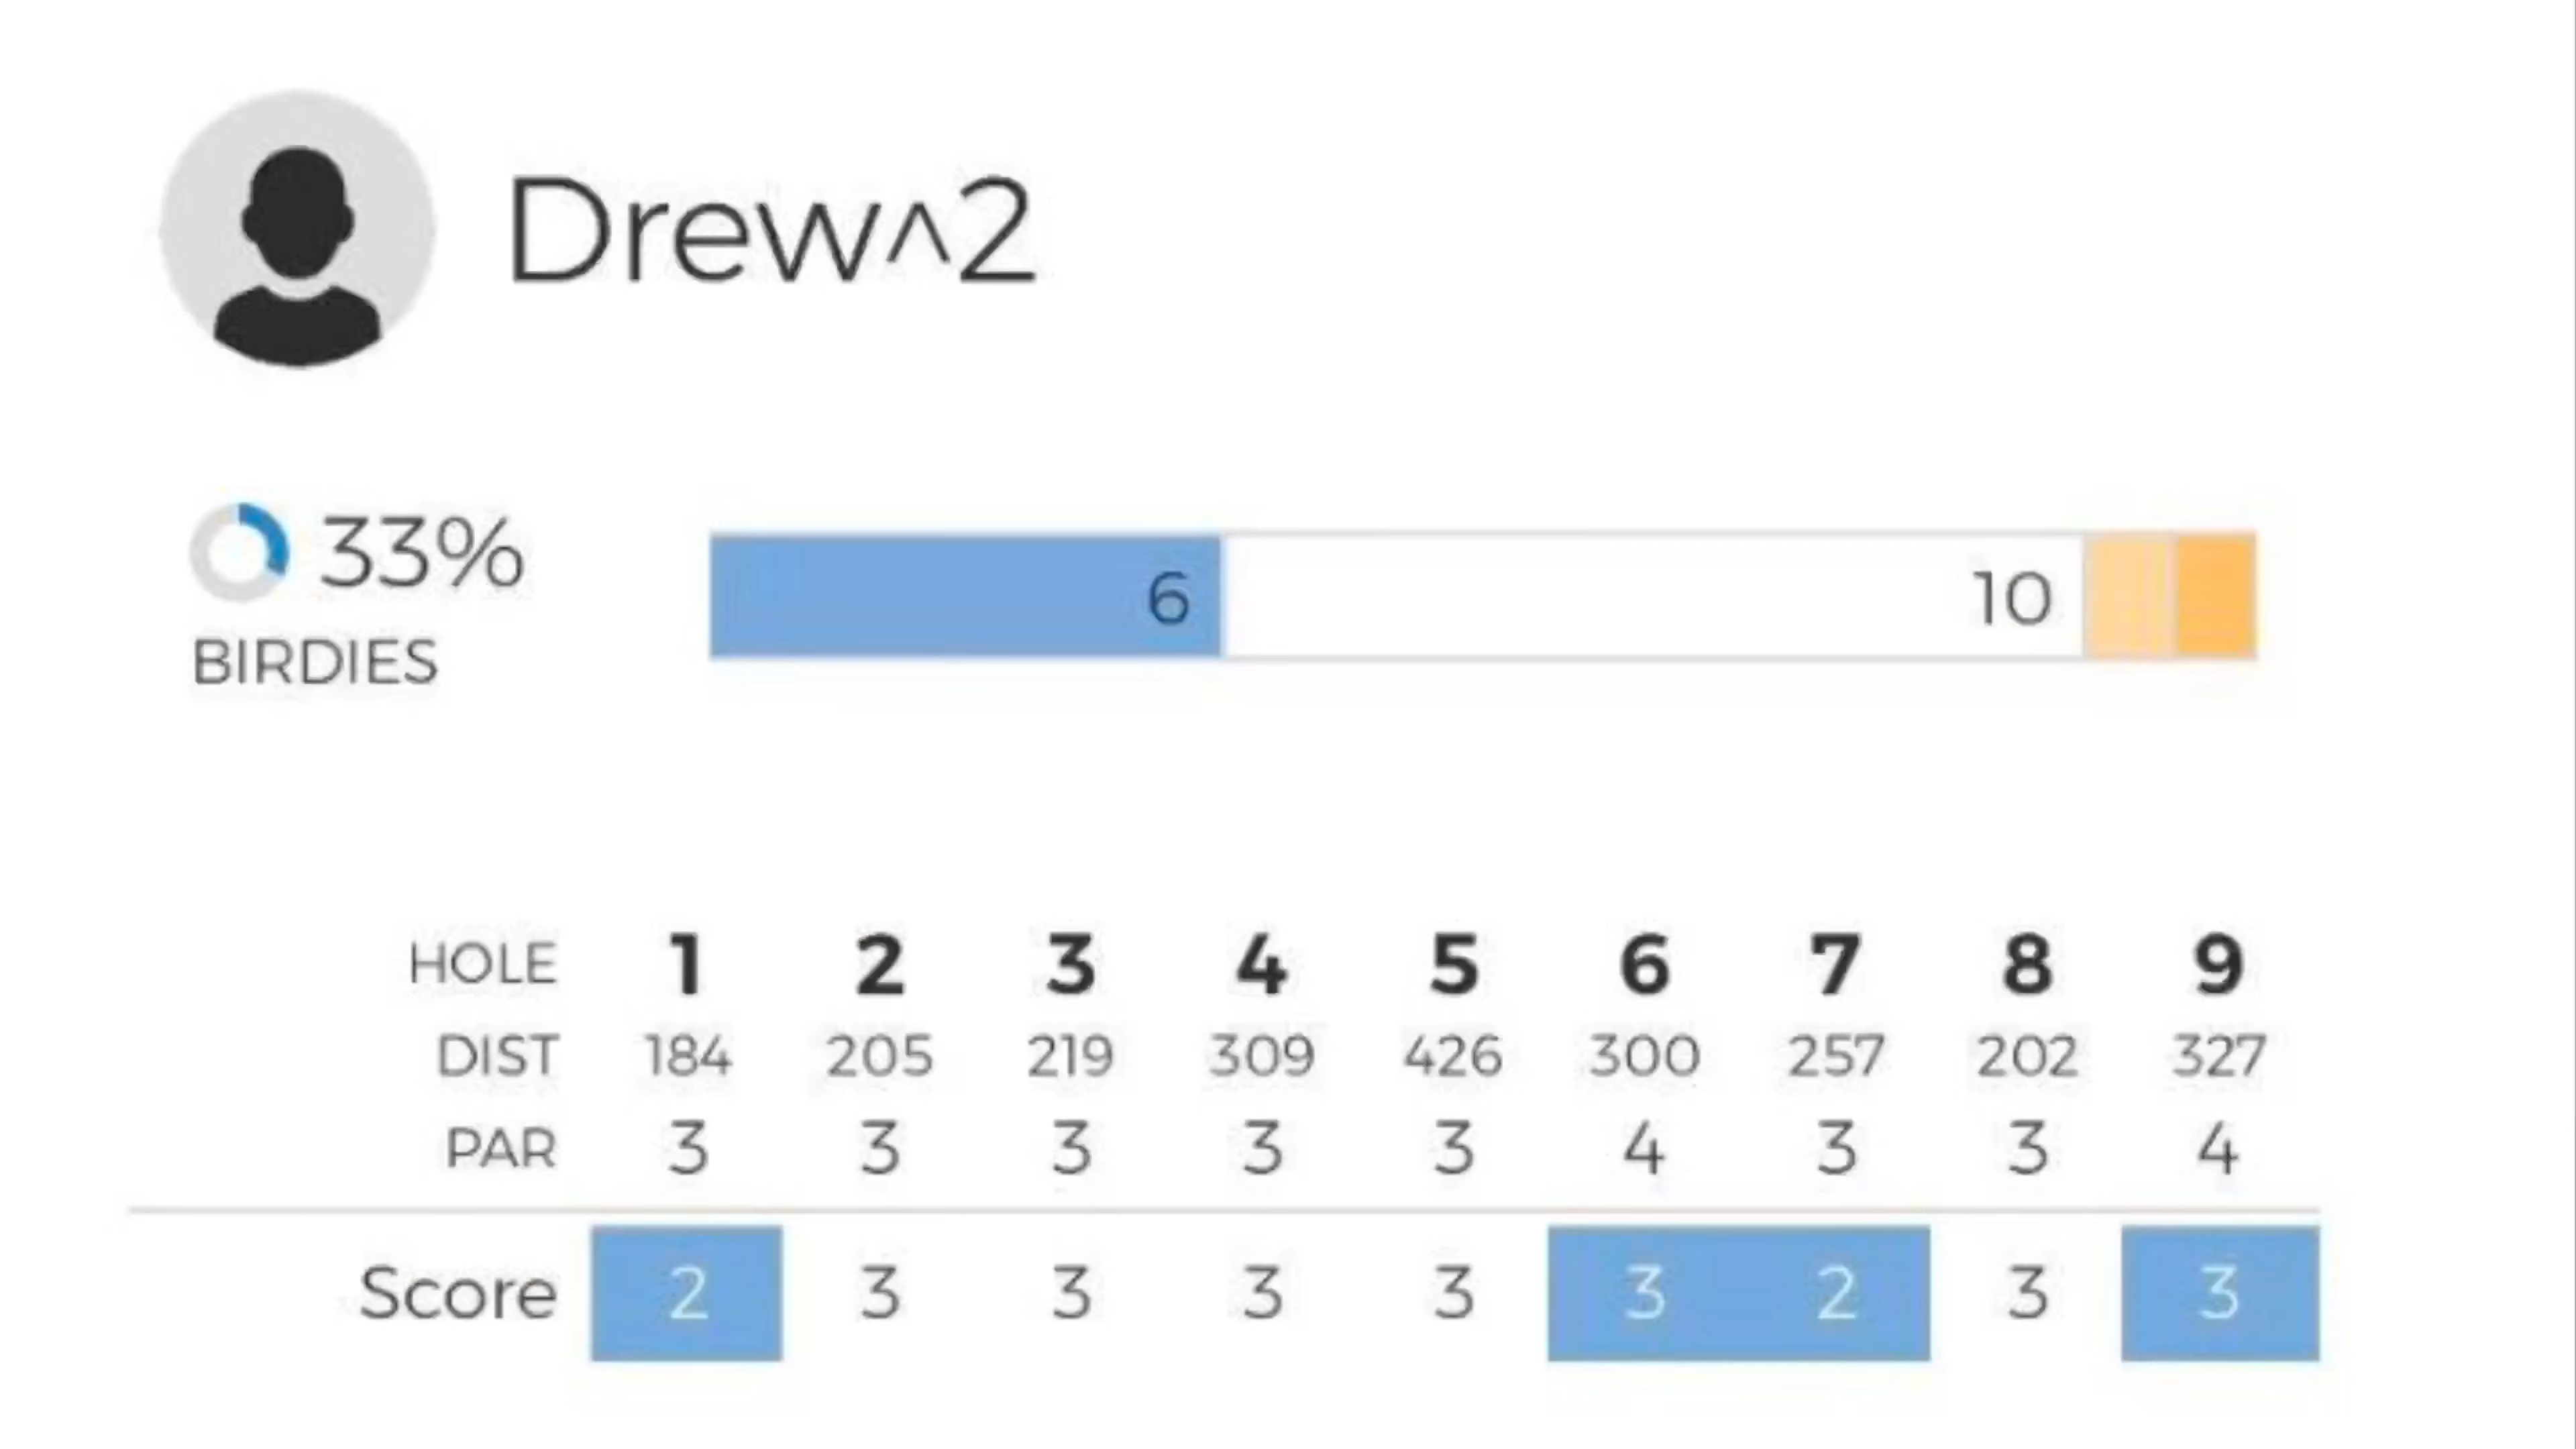 Drew^2
33%
BIRDIES
6 10
HOLE 1 2 3 4 5 6 7 8 9
DIST 184 205 219 309 426 300 257 202 327
PAR 3 3 3 3 3 4 3 3 4
Score 2 3 3 3 3 3 2 3 3